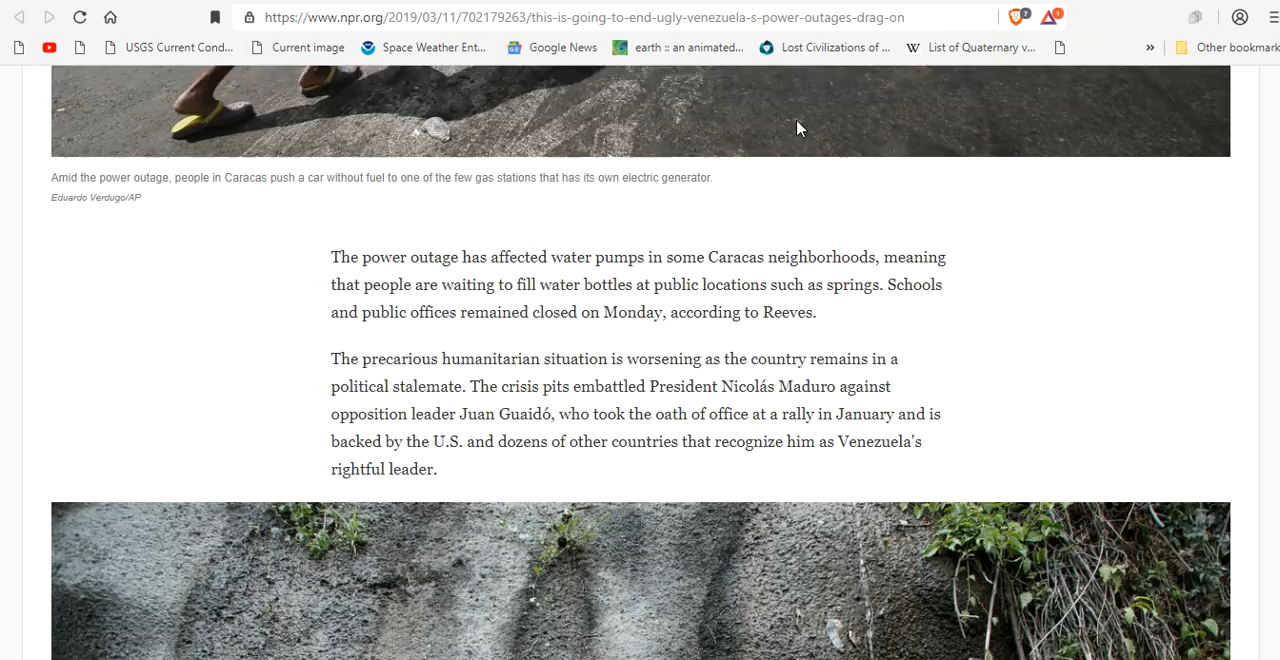 https://www.npr.org/2019/03/11/702179263/this-is-going-to-end-ugly-venezuela-s-power-outages-drag-on
7
1
USGS Current Cond...
Current image
Space Weather Ent...
Google News
earth :: an animated...
Lost Civilizations of ...
W
List of Quaternary v...
»
Other bookmark
Amid the power outage, people in Caracas push a car without fuel to one of the few gas stations that has its own electric generator.
Eduardo Verdugo/AP
The power outage has affected water pumps in some Caracas neighborhoods, meaning
that people are waiting to fill water bottles at public locations such as springs. Schools
and public offices remained closed on Monday, according to Reeves.
The precarious humanitarian situation is worsening as the country remains in a
political stalemate. The crisis pits embattled President Nicolás Maduro against
opposition leader Juan Guaidó, who took the oath of office at a rally in January and is
backed by the U.S. and dozens of other countries that recognize him as Venezuela's
rightful leader.